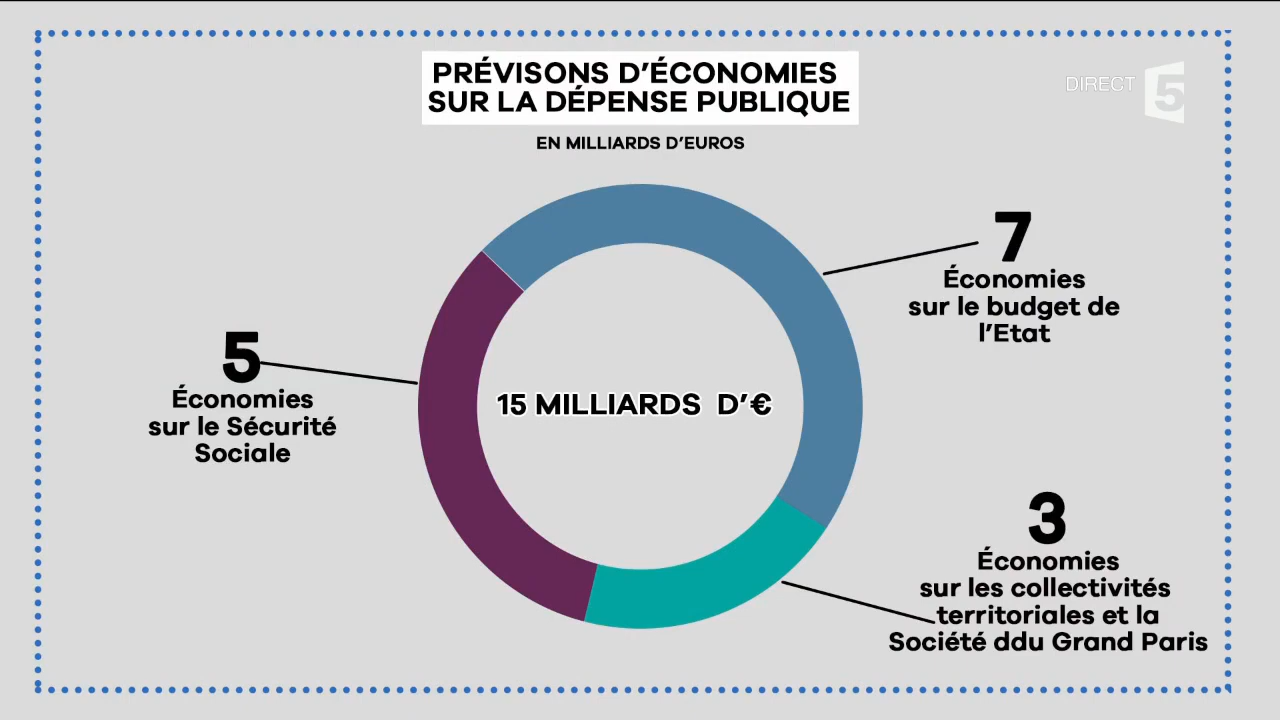 PRÉVISONS D'ÉCONOMIES
SUR LA DÉPENSE PUBLIQUE
EN MILLIARDS D'EUROS
DIRECT 5
7
Économies
sur le budget de
l'Etat
5
Économies
sur le Sécurité
Sociale
15 MILLIARDS D'€
3
Économies
sur les collectivités
territoriales et la
Société ddu Grand Paris